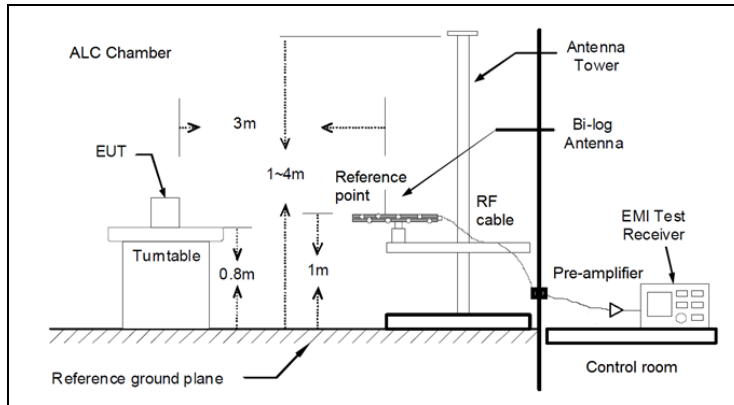 ALC Chamber
Antenna
Tower
3m
Bi-log
Antenna
EUT
1~4m
Reference
point
RF
cable
EMI Test
Receiver
Turntable
0.8m
1m
Pre-amplifier
Reference ground plane
Control room